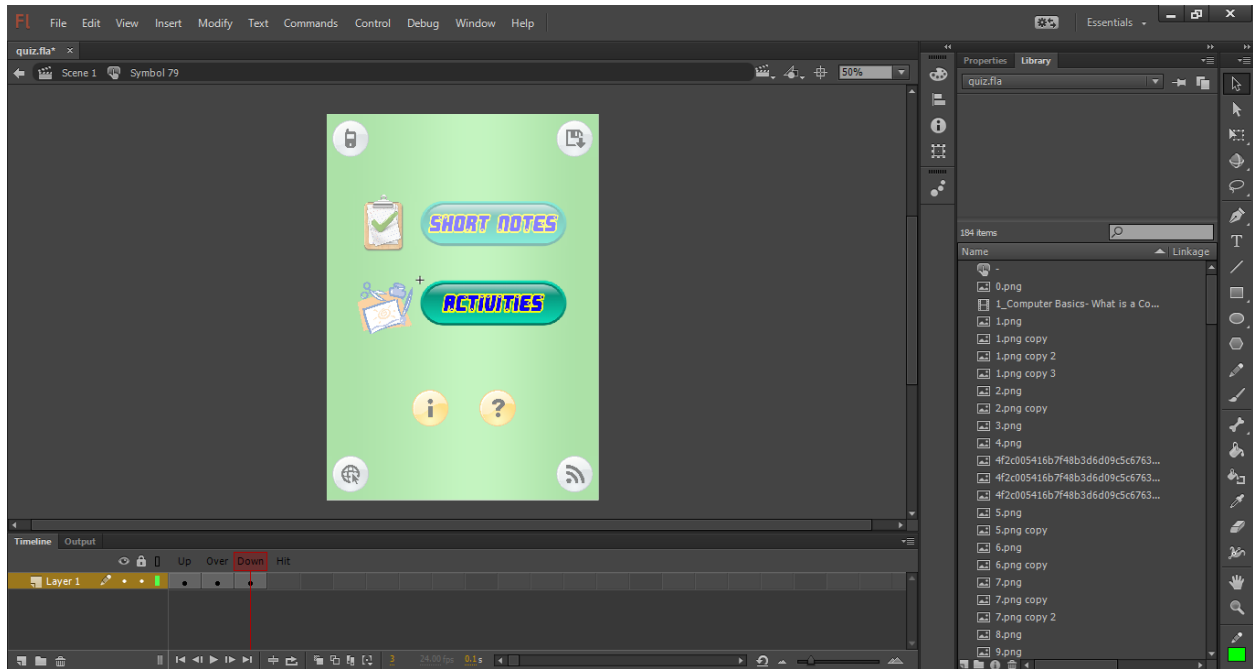 Fl File Edit View Insert Modify Text Commands Control Debug Window Help Essentials
quiz.fla* ×
Scene 1 Symbol 79 50%
Properties Library
quiz.fla
SHORT NOTES
ACTIVITIES
i ?
184 items
Name Linkage
-
0.png
1_Computer Basics- What is a Co...
1.png
1.png copy
1.png copy 2
1.png copy 3
2.png
2.png copy
3.png
4.png
4f2c005416b7f48b3d6d09c5c6763...
4f2c005416b7f48b3d6d09c5c6763...
4f2c005416b7f48b3d6d09c5c6763...
5.png
5.png copy
6.png
6.png copy
7.png
7.png copy
7.png copy 2
8.png
9.png
Timeline Output
Up Over Down Hit
Layer 1
3 24.00 fps 0.1 s